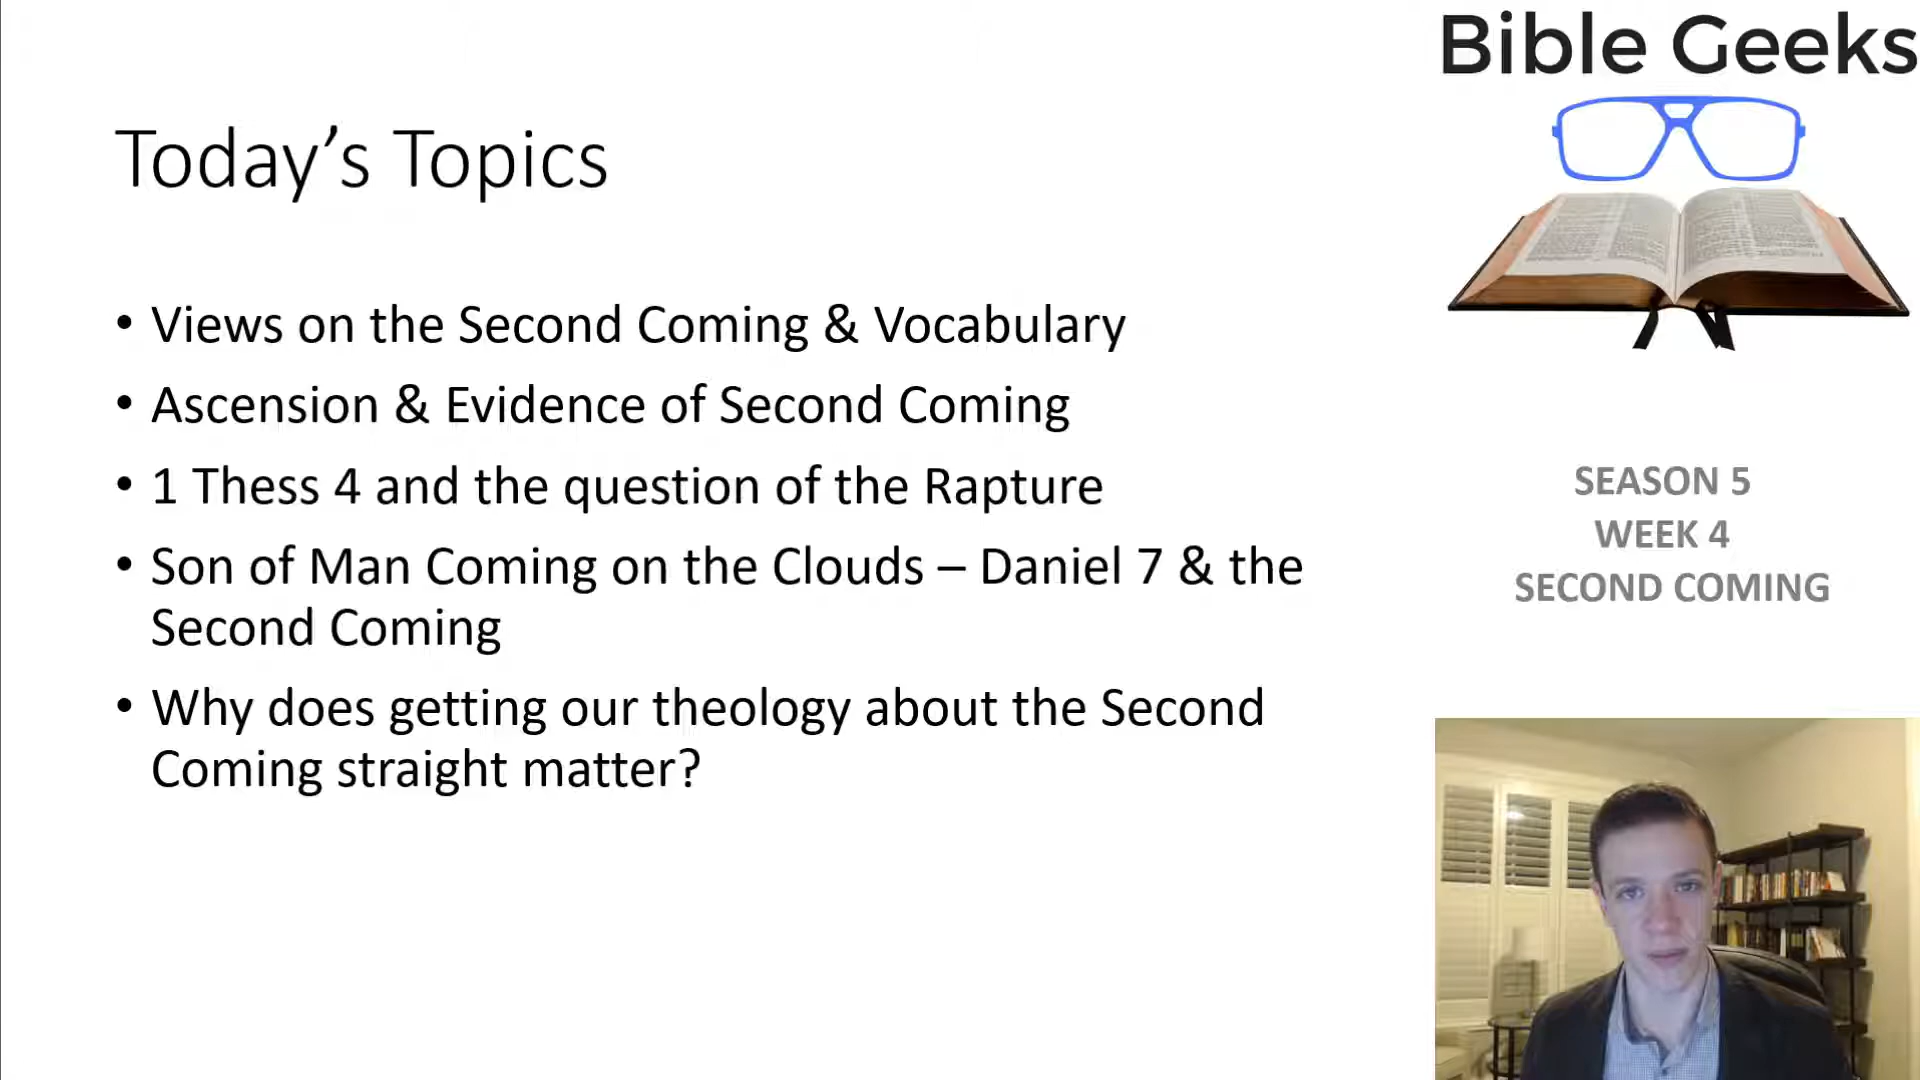 Bible Geeks
Today’s Topics
• Views on the Second Coming & Vocabulary
• Ascension & Evidence of Second Coming
• 1 Thess 4 and the question of the Rapture
• Son of Man Coming on the Clouds – Daniel 7 & the
Second Coming
• Why does getting our theology about the Second
Coming straight matter?
SEASON 5
WEEK 4
SECOND COMING